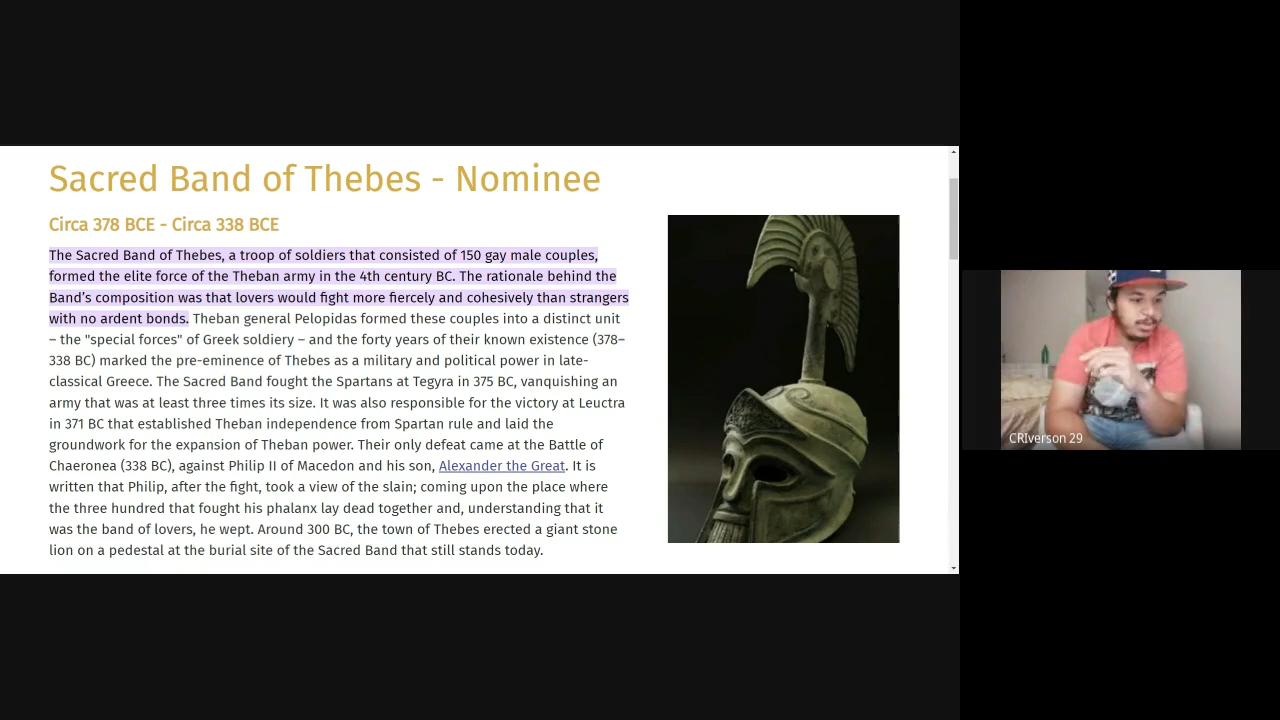 Sacred Band of Thebes - Nominee
Circa 378 BCE - Circa 338 BCE
The Sacred Band of Thebes, a troop of soldiers that consisted of 150 gay male couples,
formed the elite force of the Theban army in the 4th century BC. The rationale behind the
Band's composition was that lovers would fight more fiercely and cohesively than strangers
with no ardent bonds. Theban general Pelopidas formed these couples into a distinct unit
– the "special forces" of Greek soldiery – and the forty years of their known existence (378–
338 BC) marked the pre-eminence of Thebes as a military and political power in late-
classical Greece. The Sacred Band fought the Spartans at Tegyra in 375 BC, vanquishing an
army that was at least three times its size. It was also responsible for the victory at Leuctra
in 371 BC that established Theban independence from Spartan rule and laid the
groundwork for the expansion of Theban power. Their only defeat came at the Battle of
Chaeronea (338 BC), against Philip II of Macedon and his son, Alexander the Great. It is
written that Philip, after the fight, took a view of the slain; coming upon the place where
the three hundred that fought his phalanx lay dead together and, understanding that it
was the band of lovers, he wept. Around 300 BC, the town of Thebes erected a giant stone
lion on a pedestal at the burial site of the Sacred Band that still stands today.
CRIverson 29